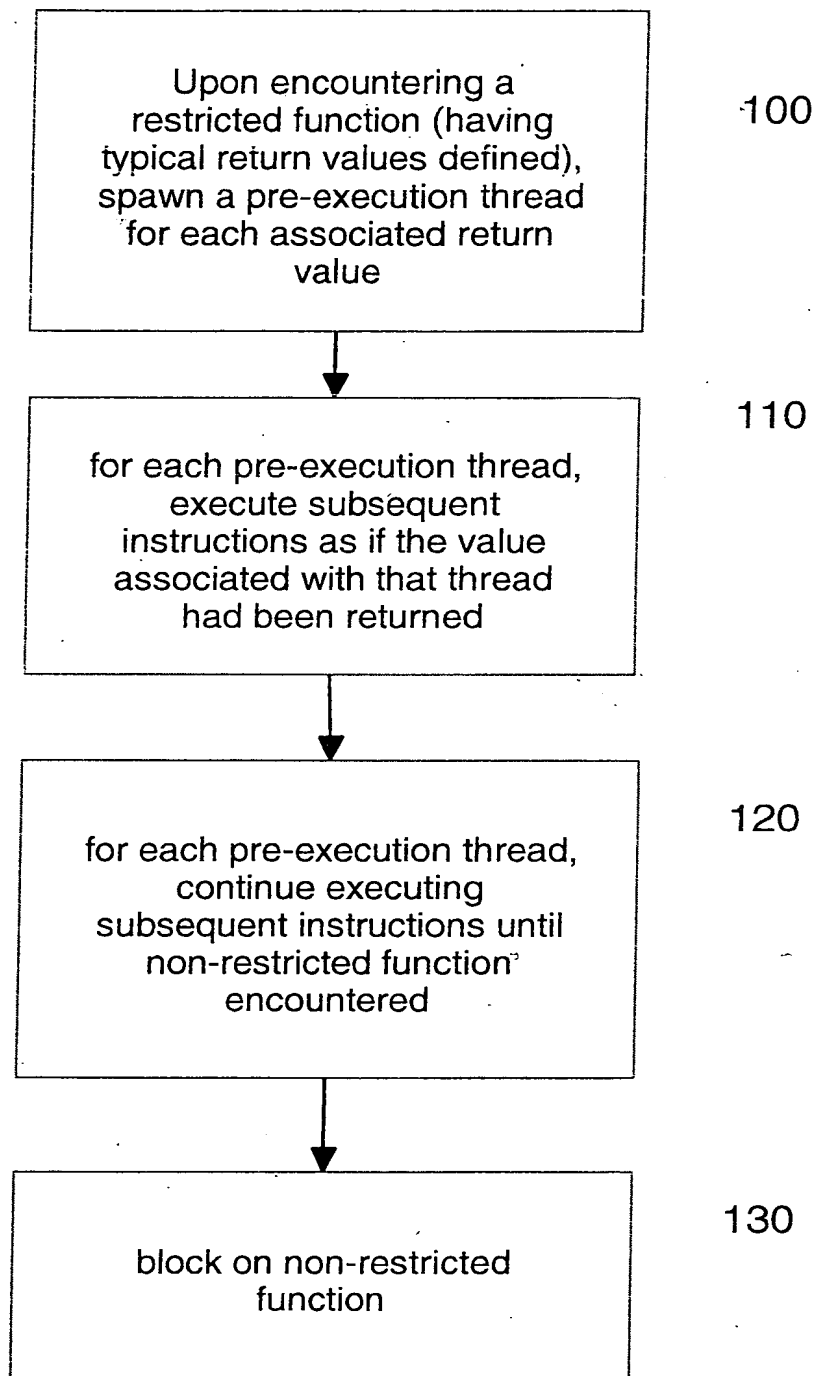 Upon encountering a
restricted function (having
typical return values defined),
spawn a pre-execution thread
for each associated return
value
100
for each pre-execution thread,
execute subsequent
instructions as if the value
associated with that thread
had been returned
110
for each pre-execution thread,
continue executing
subsequent instructions until
non-restricted function
encountered
120
block on non-restricted
function
130